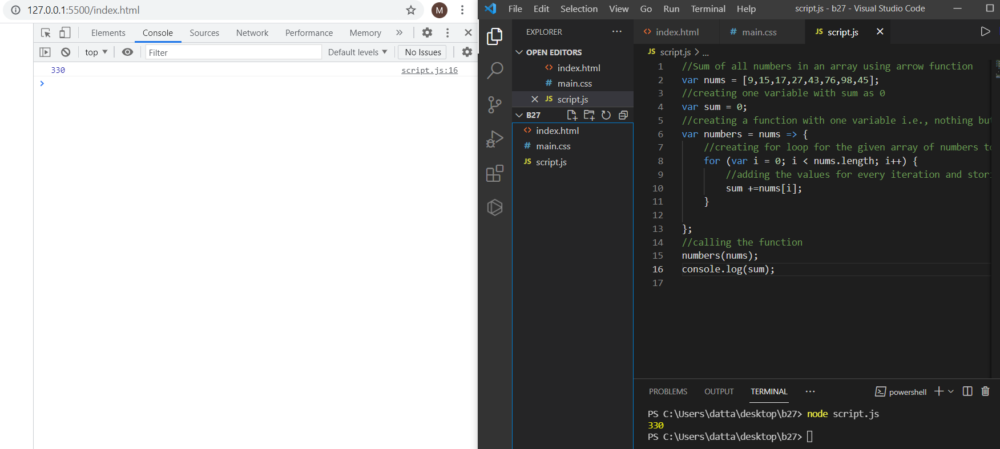 127.0.0.1:5500/index.html
M
Elements Console Sources Network Performance Memory »
top Filter Default levels No Issues
330 script.js:16
>
File Edit Selection View Go Run Terminal Help script.js - b27 - Visual Studio Code
EXPLORER ···
OPEN EDITORS
<> index.html
# main.css
JS script.js
B27
<> index.html
# main.css
JS script.js
<> index.html # main.css JS script.js
JS script.js > ...
1 //Sum of all numbers in an array using arrow function
2 var nums = [9,15,17,27,43,76,98,45];
3 //creating one variable with sum as 0
4 var sum = 0;
5 //creating a function with one variable i.e., nothing but
6 var numbers = nums => {
7 //creating for loop for the given array of numbers to
8 for (var i = 0; i < nums.length; i++) {
9 //adding the values for every iteration and stor
10 sum +=nums[i];
11 }
12
13 };
14 //calling the function
15 numbers(nums);
16 console.log(sum);
17
PROBLEMS OUTPUT TERMINAL ··· powershell
PS C:\Users\datta\desktop\b27> node script.js
330
PS C:\Users\datta\desktop\b27>